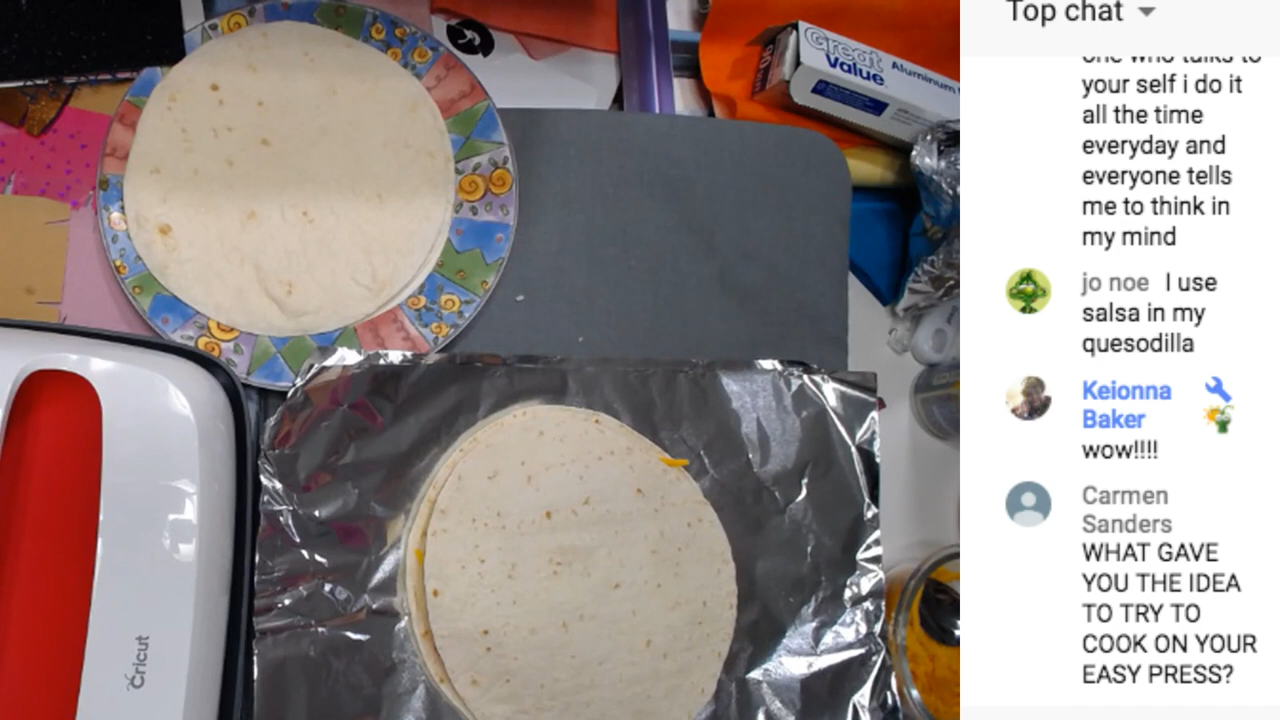 Great
Value
Aluminum
Cricut
Top chat
one who talks to
your self i do it
all the time
everyday and
everyone tells
me to think in
my mind
jo noe I use
salsa in my
quesodilla
Keionna
Baker
wow!!!!
Carmen
Sanders
WHAT GAVE
YOU THE IDEA
TO TRY TO
COOK ON YOUR
EASY PRESS?